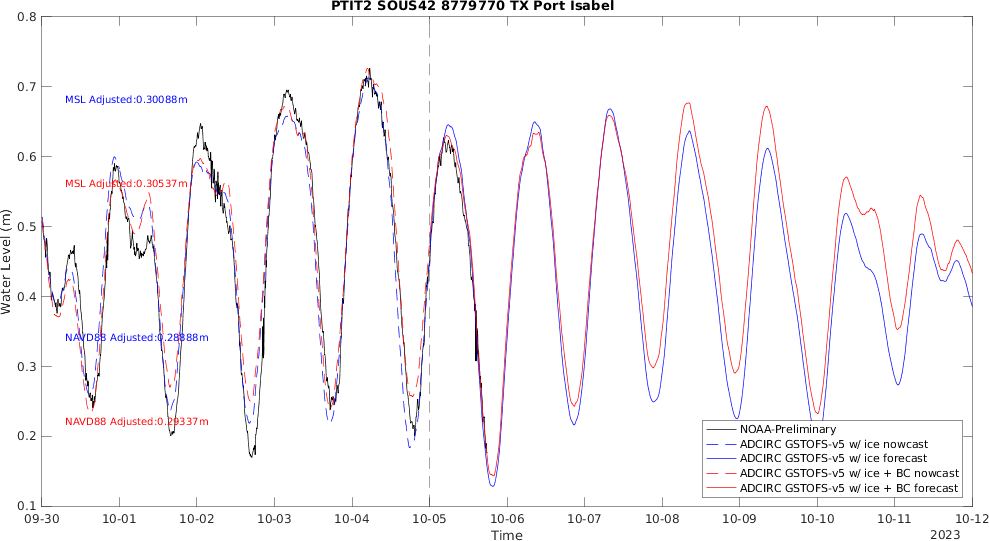 PTIT2 SOUS42 8779770 TX Port Isabel
0.8
0.7
0.6
0.5
0.4
0.3
0.2
0.1
Water Level (m)
MSL Adjusted:0.30088m
MSL Adjusted:0.30537m
NAVD88 Adjusted:0.28888m
NAVD88 Adjusted:0.29337m
NOAA-Preliminary
ADCIRC GSTOFS-v5 w/ ice nowcast
ADCIRC GSTOFS-v5 w/ ice forecast
ADCIRC GSTOFS-v5 w/ ice + BC nowcast
ADCIRC GSTOFS-v5 w/ ice + BC forecast
09-30 10-01 10-02 10-03 10-04 10-05 10-06 10-07 10-08 10-09 10-10 10-11 10-12
Time
2023